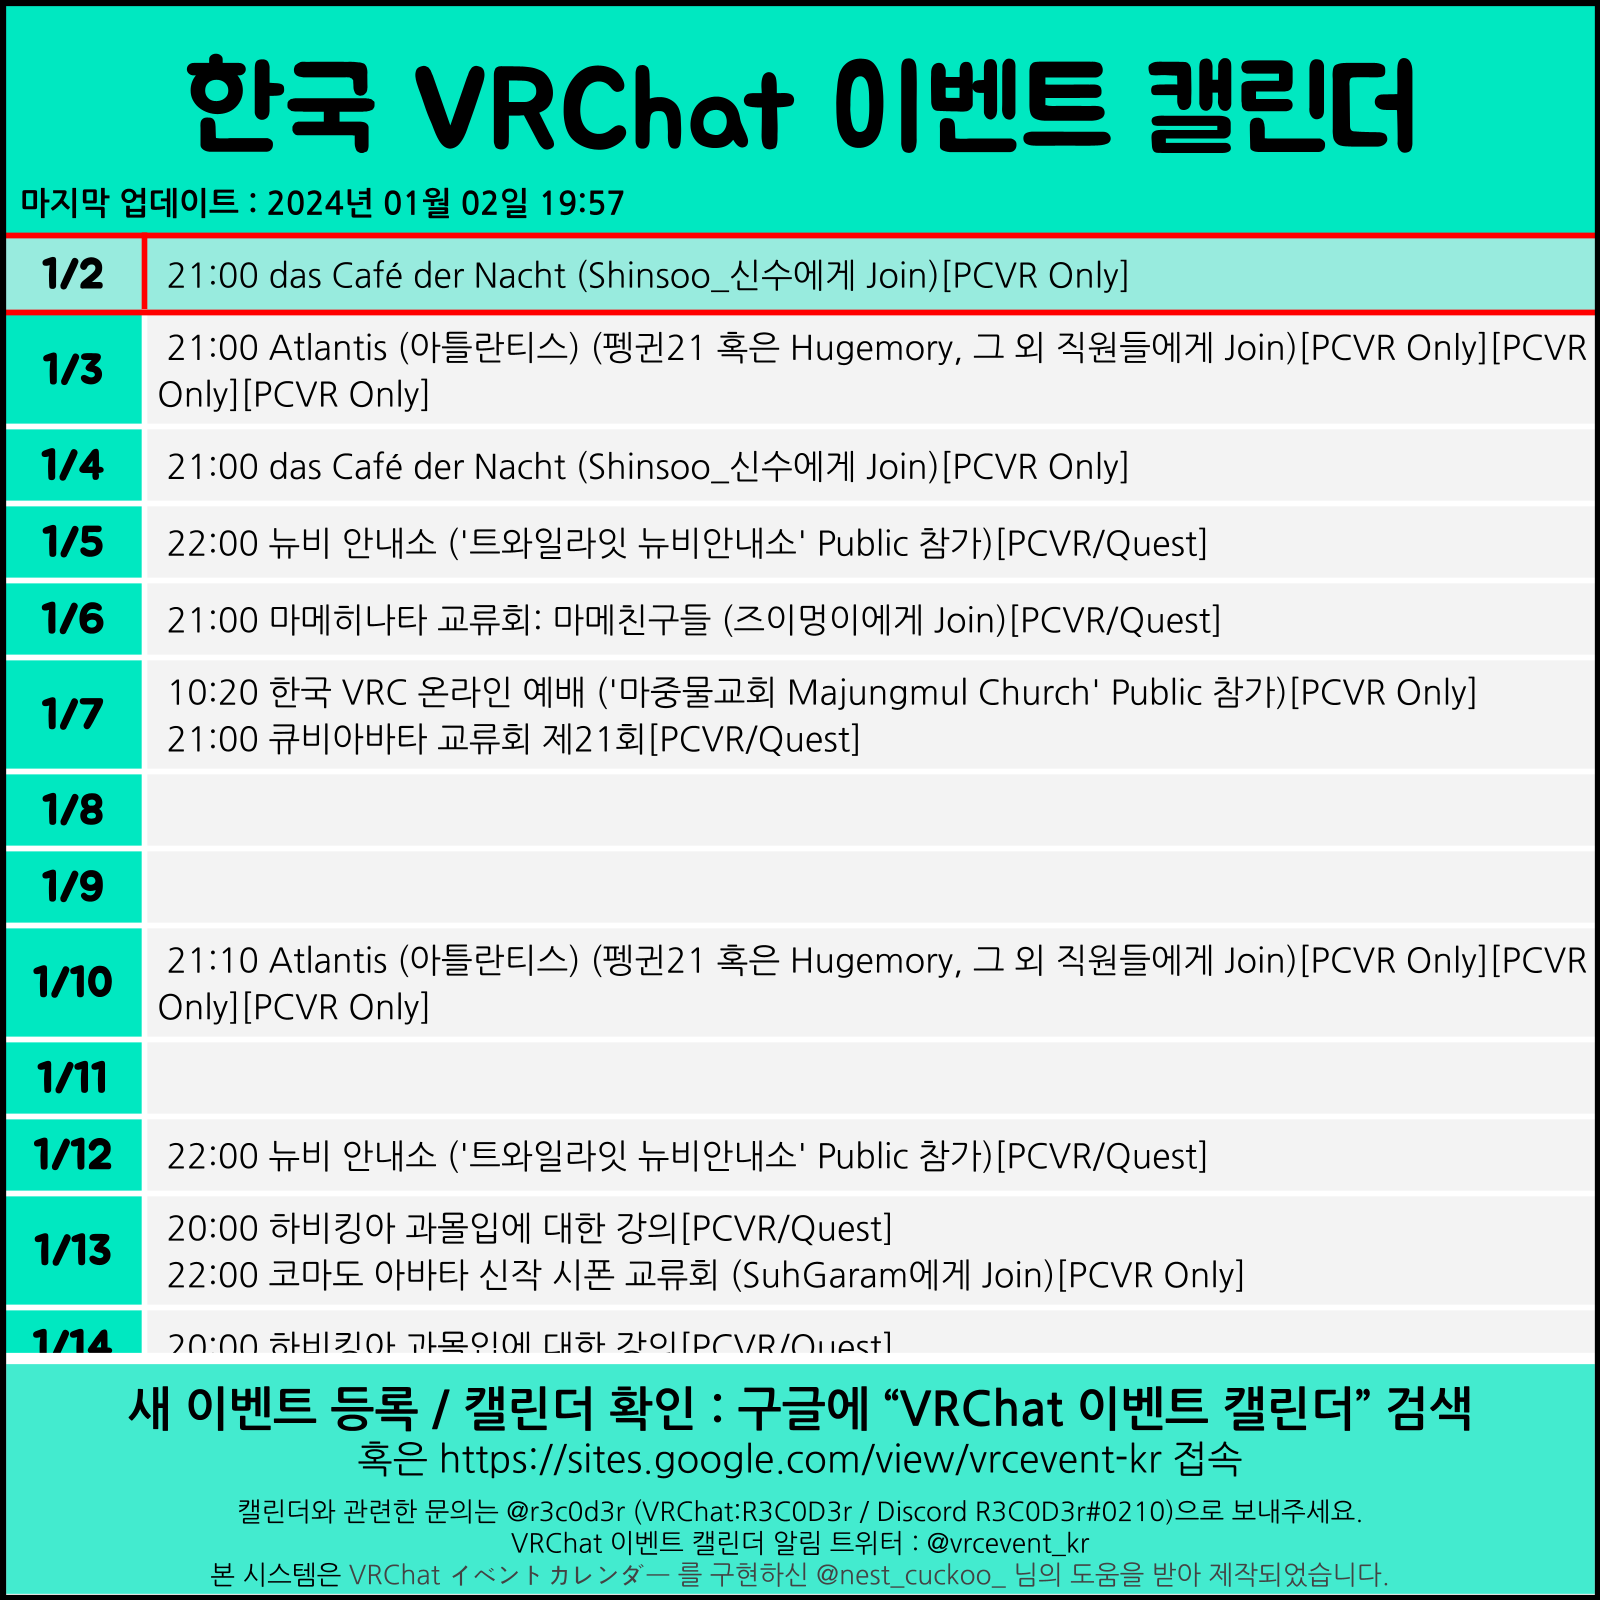 한국 VRChat 이벤트 캘린더
마지막 업데이트 : 2024년 01월 02일 19:57
1/2
21:00 das Café der Nacht (Shinsoo_신수에게 Join)[PCVR Only]
1/3
21:00 Atlantis (아틀란티스) (펭귄21 혹은 Hugemory, 그 외 직원들에게 Join)[PCVR Only][PCVR
Only][PCVR Only]
1/4
21:00 das Café der Nacht (Shinsoo_신수에게 Join)[PCVR Only]
1/5
22:00 뉴비 안내소 ('트와일라잇 뉴비안내소' Public 참가)[PCVR/Quest]
1/6
21:00 마메히나타 교류회: 마메친구들 (즈이멍이에게 Join)[PCVR/Quest]
1/7
10:20 한국 VRC 온라인 예배 ('마중물교회 Majungmul Church' Public 참가)[PCVR Only]
21:00 큐비아바타 교류회 제21회[PCVR/Quest]
1/8
1/9
1/10
21:10 Atlantis (아틀란티스) (펭귄21 혹은 Hugemory, 그 외 직원들에게 Join)[PCVR Only][PCVR
Only][PCVR Only]
1/11
1/12
22:00 뉴비 안내소 ('트와일라잇 뉴비안내소' Public 참가)[PCVR/Quest]
1/13
20:00 하비킹아 과몰입에 대한 강의[PCVR/Quest]
22:00 코마도 아바타 신작 시폰 교류회 (SuhGaram에게 Join)[PCVR Only]
1/14
20:00 하비킹아 과몰입에 대한 강의[PCVR/Quest]
새 이벤트 등록 / 캘린더 확인 : 구글에 “VRChat 이벤트 캘린더” 검색
혹은 https://sites.google.com/view/vrcevent-kr 접속
캘린더와 관련한 문의는 @r3c0d3r (VRChat:R3C0D3r / Discord R3C0D3r#0210)으로 보내주세요.
VRChat 이벤트 캘린더 알림 트위터 : @vrcevent_kr
본 시스템은 VRChat イベントカレンダー 를 구현하신 @nest_cuckoo_ 님의 도움을 받아 제작되었습니다.